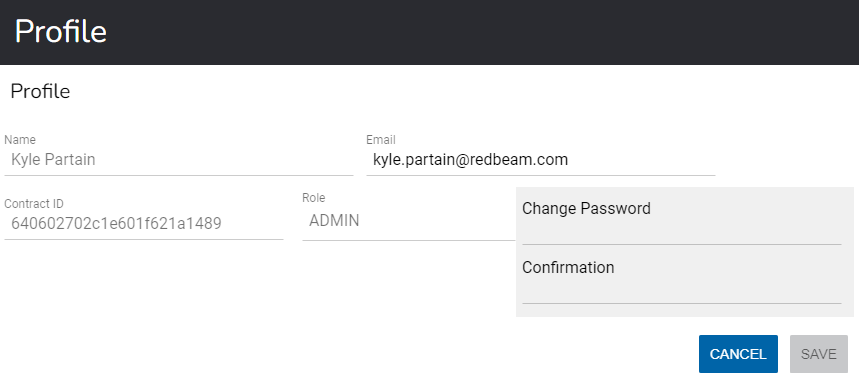 Profile
Profile
Name
Email
Kyle Partain
kyle.partain@redbeam.com
Contract ID
Role
Change Password
640602702c1e601f621a1489
ADMIN
Confirmation
CANCEL
SAVE